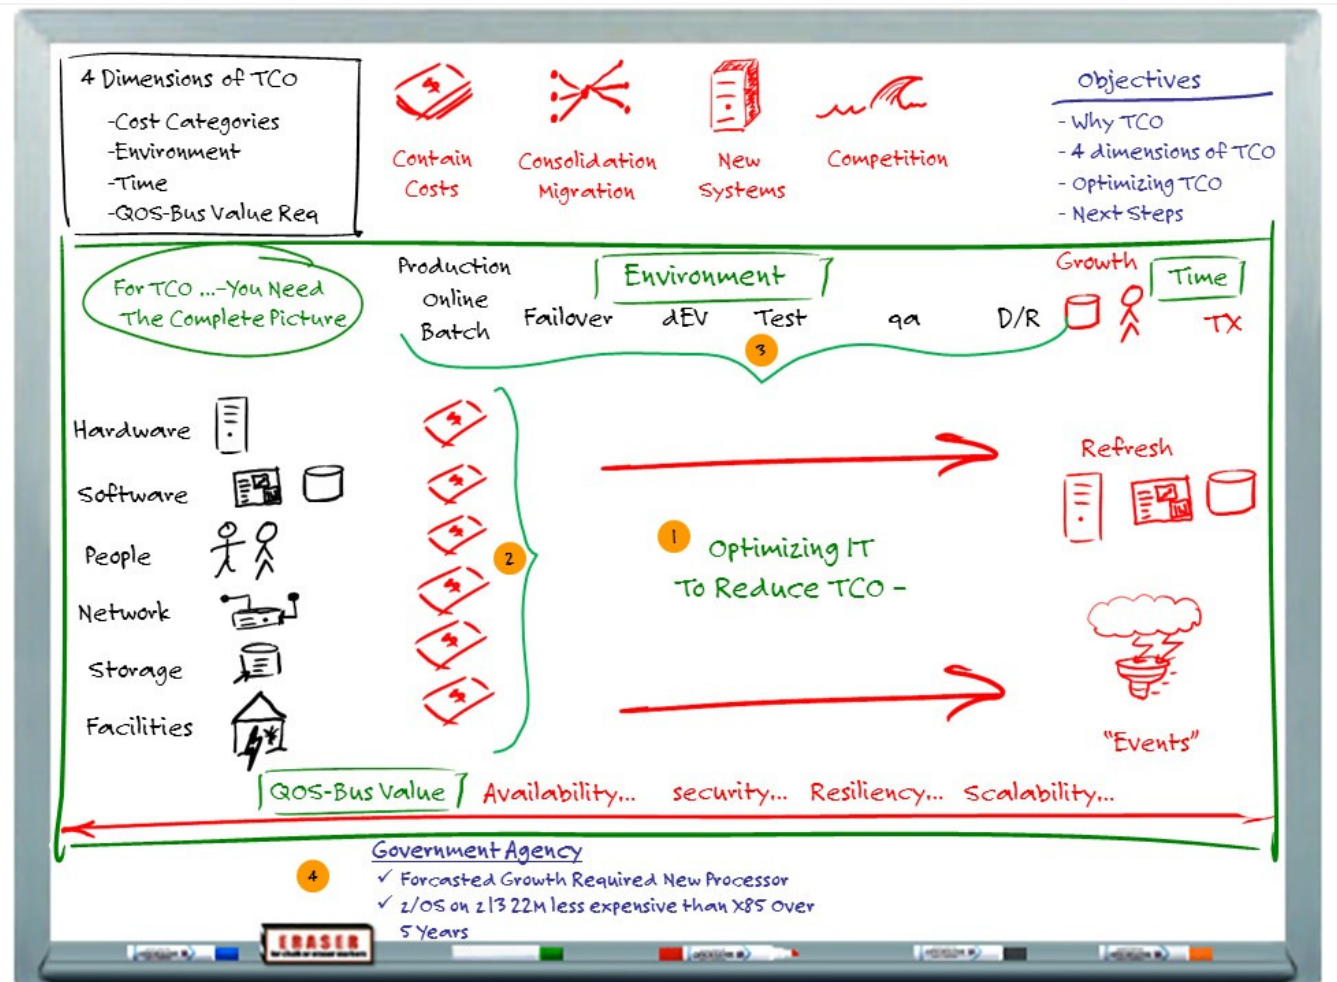 4 Dimensions of TCO
-Cost Categories
-Environment
-Time
-QOS-Bus Value Req
Contain
Costs
Consolidation
Migration
New
Systems
Competition
Objectives
- Why TCO
- 4 dimensions of TCO
- Optimizing TCO
- Next Steps
For TCO ...-You Need
The Complete Picture
Production
Online
Batch
Environment
Failover
dEV
Test
qa
D/R
Growth
Time
TX
3
Hardware
Software
People
Network
Storage
Facilities
$
$
$
$
$
$
$
2
1
Optimizing IT
To Reduce TCO -
Refresh
"Events"
QOS-Bus Value
Availability...
security...
Resiliency...
Scalability...
4
Government Agency
✓ Forcasted Growth Required New Processor
✓ z/OS on z13 22M less expensive than X85 Over
5 Years
ERASER